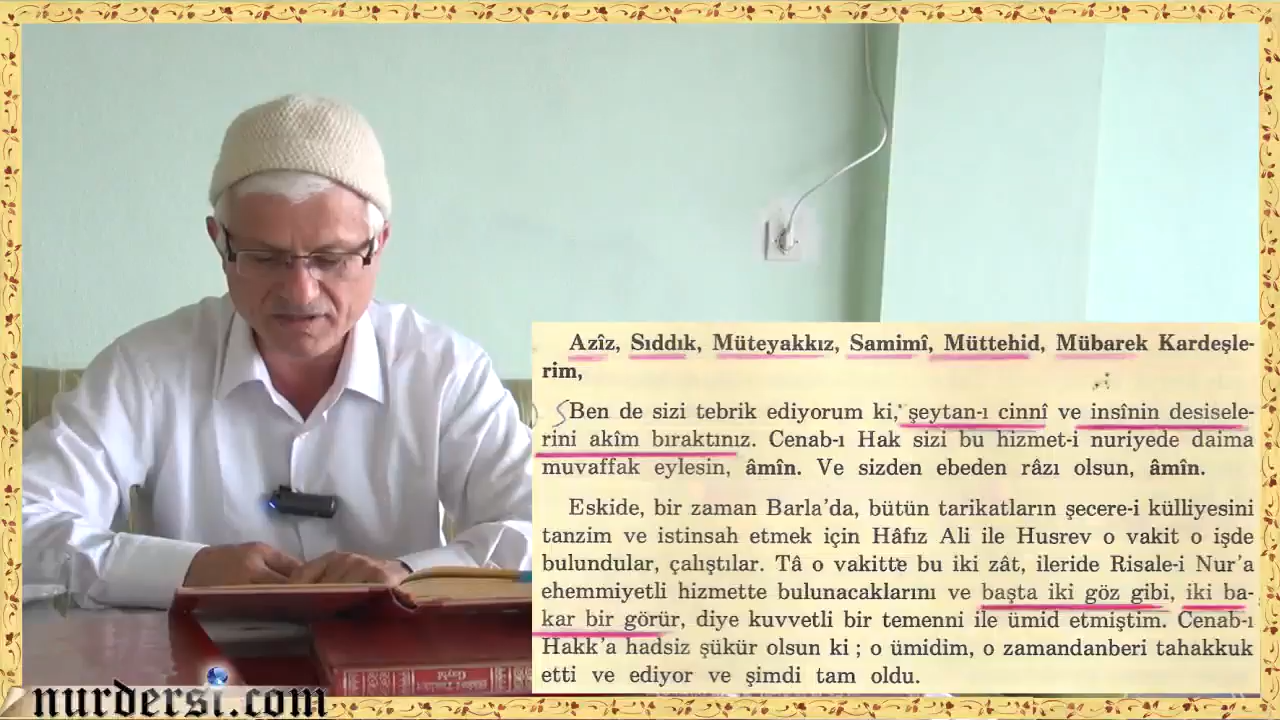 Azîz, Sıddık, Müteyakkız, Samimî, Müttehid, Mübarek Kardeşle-
rim,
Ben de sizi tebrik ediyorum ki, şeytan-ı cinnî ve insînin desisele-
rini akîm bıraktınız. Cenab-ı Hak sizi bu hizmet-i nuriyede daima
muvaffak eylesin, âmîn. Ve sizden ebeden râzı olsun, âmîn.
Eskide, bir zaman Barla'da, bütün tarikatların şecere-i külliyesini
tanzim ve istinsah etmek için Hâfız Ali ile Husrev o vakit o işde
bulundular, çalıştılar. Tâ o vakitte bu iki zât, ileride Risale-i Nur'a
ehemmiyetli hizmette bulunacaklarını ve başta iki göz gibi, iki ba-
kar bir görür, diye kuvvetli bir temenni ile ümid etmiştim. Cenab-ı
Hakk'a hadsiz şükür olsun ki ; o ümidim, o zamandanberi tahakkuk
etti ve ediyor ve şimdi tam oldu.
nurdersi.com